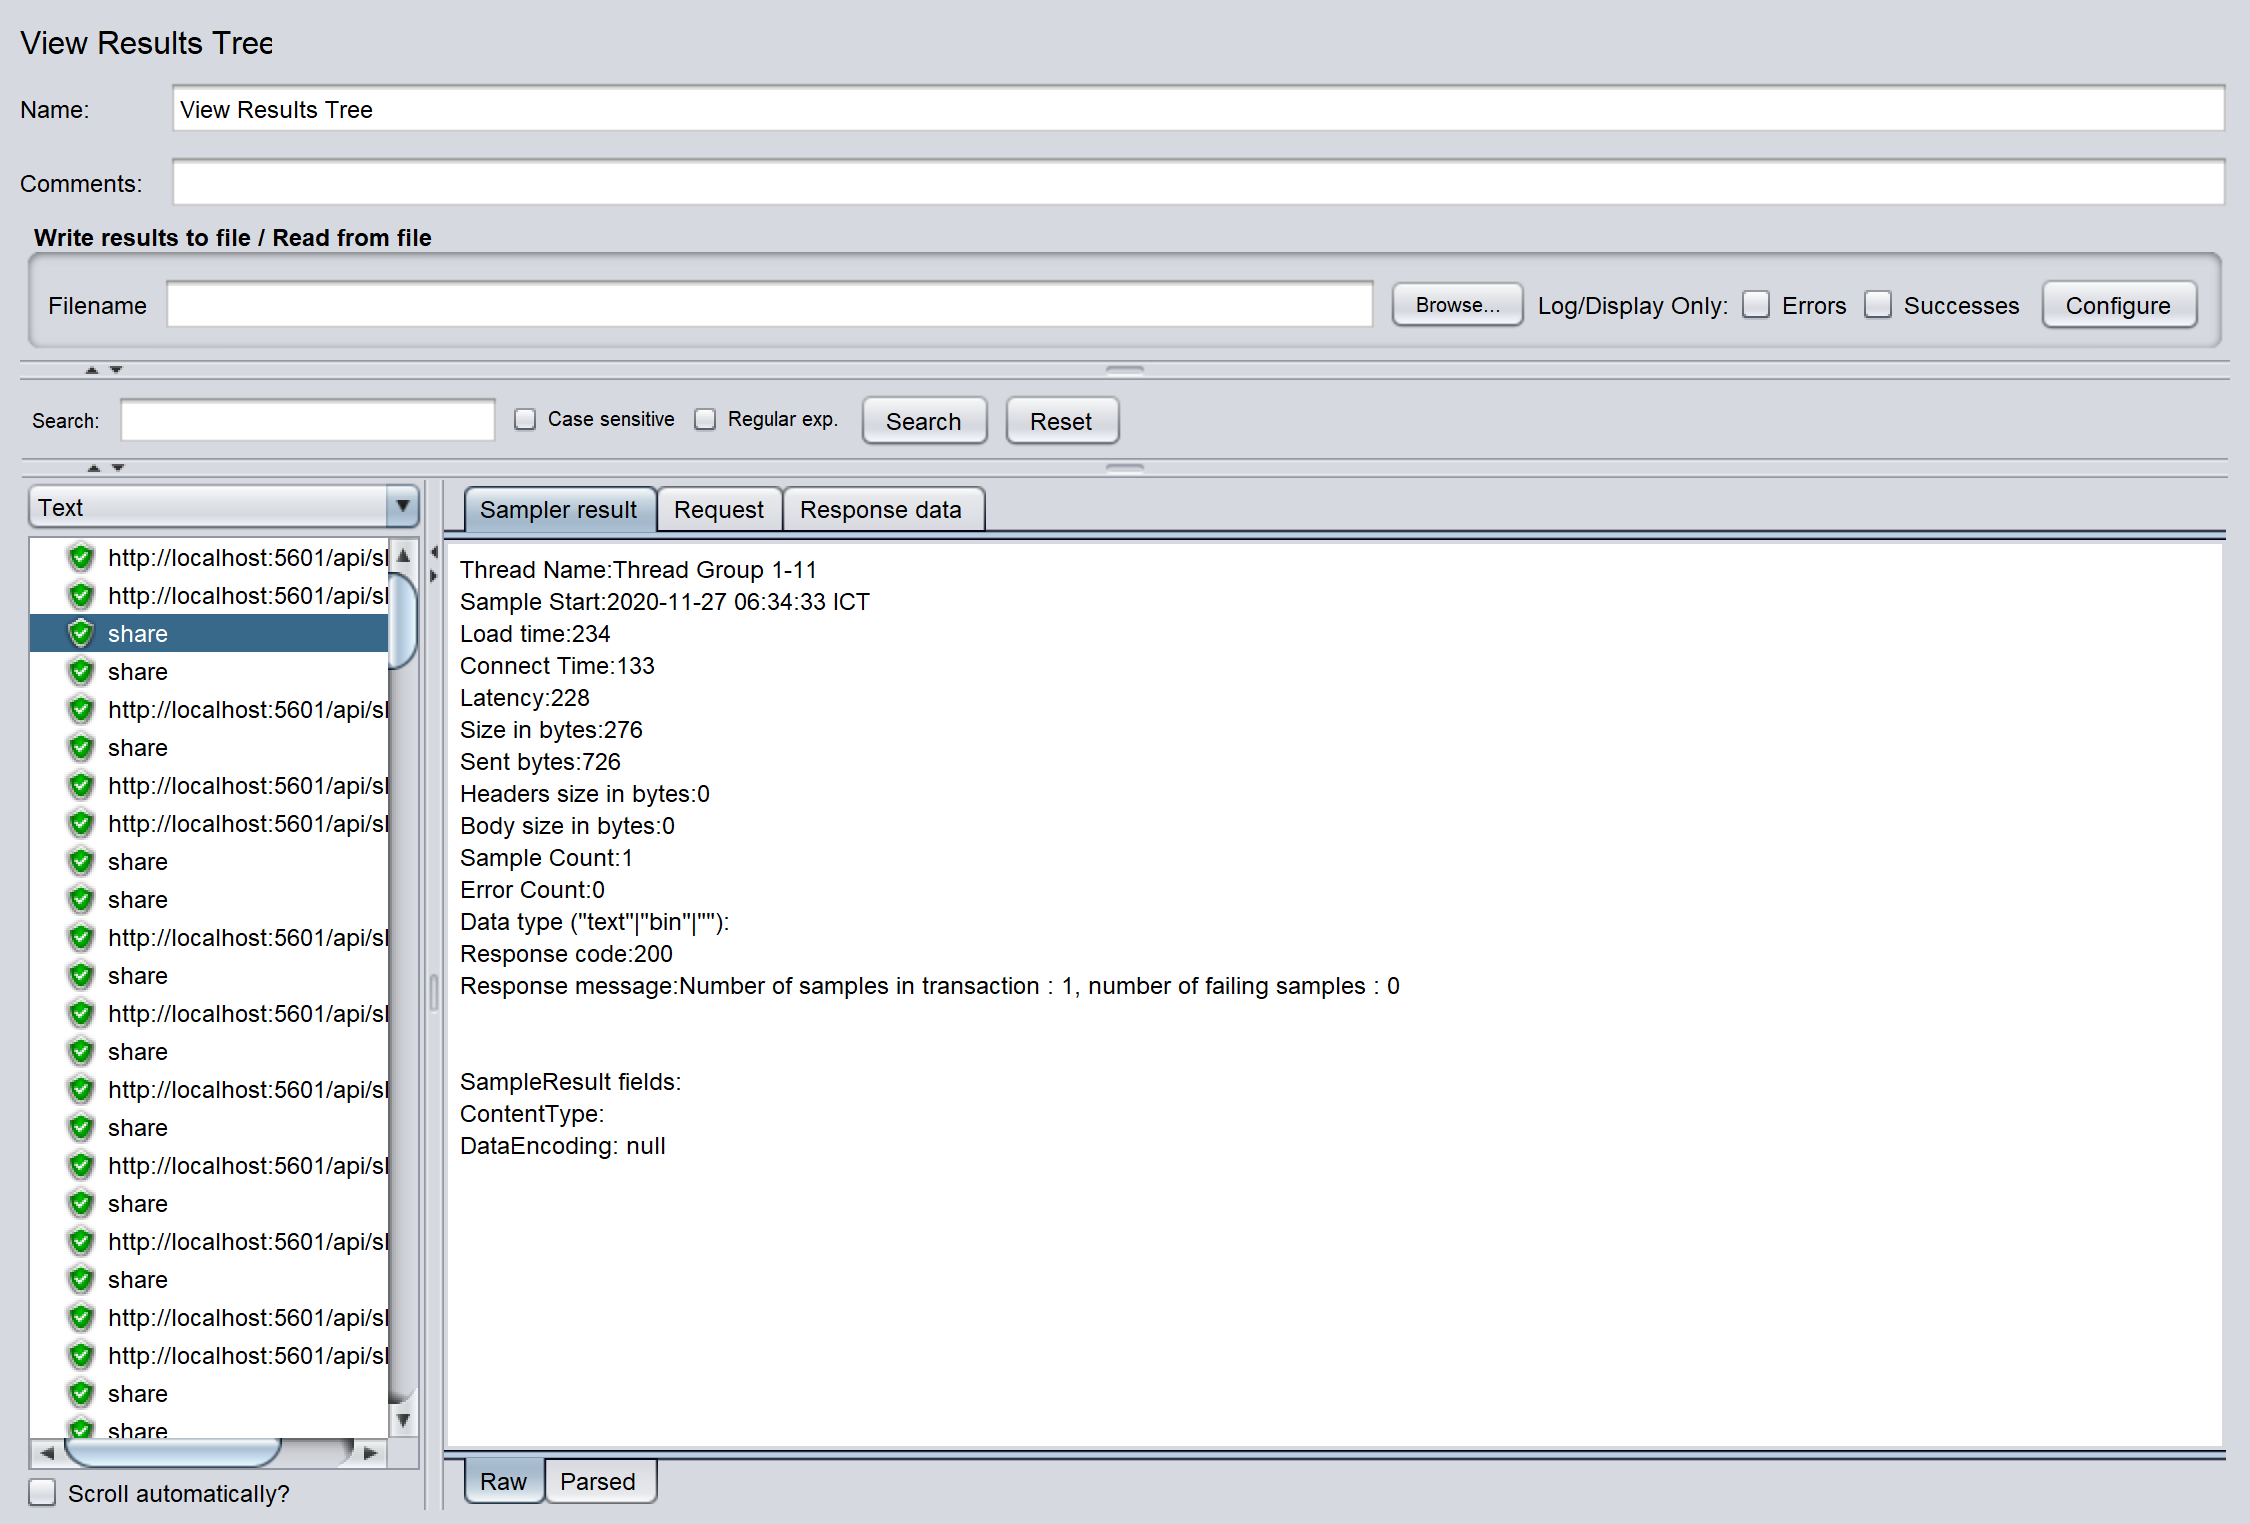 View Results Tree
Name:
View Results Tree
Comments:
Write results to file / Read from file
Filename
Browse...
Log/Display Only:
Errors
Successes
Configure
Search:
Case sensitive
Regular exp.
Search
Reset
Text
http://localhost:5601/api/sl
http://localhost:5601/api/sl
share
share
http://localhost:5601/api/sl
share
http://localhost:5601/api/sl
http://localhost:5601/api/sl
share
share
http://localhost:5601/api/sl
share
http://localhost:5601/api/sl
share
http://localhost:5601/api/sl
share
http://localhost:5601/api/sl
share
http://localhost:5601/api/sl
share
http://localhost:5601/api/sl
http://localhost:5601/api/sl
share
share
Scroll automatically?
Sampler result
Request
Response data
Thread Name:Thread Group 1-11
Sample Start:2020-11-27 06:34:33 ICT
Load time:234
Connect Time:133
Latency:228
Size in bytes:276
Sent bytes:726
Headers size in bytes:0
Body size in bytes:0
Sample Count:1
Error Count:0
Data type ("text"|"bin"|""):
Response code:200
Response message:Number of samples in transaction : 1, number of failing samples : 0
SampleResult fields:
ContentType:
DataEncoding: null
Raw
Parsed